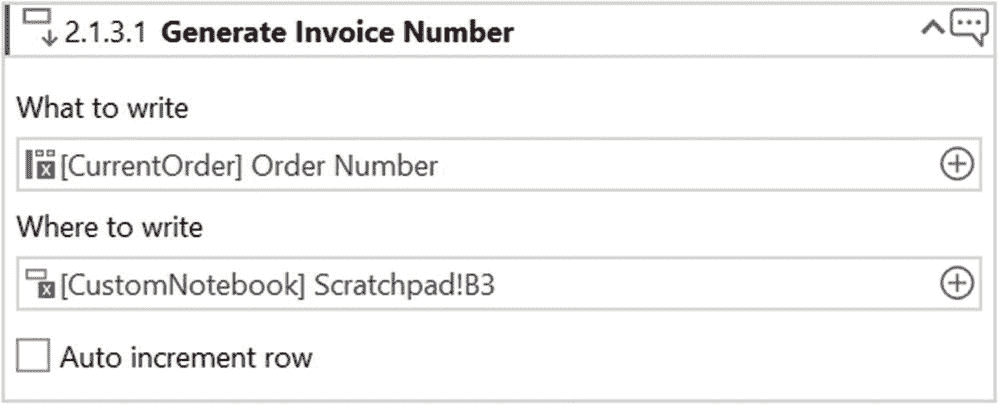 2.1.3.1 Generate Invoice Number
What to write
[CurrentOrder] Order Number
Where to write
[CustomNotebook] Scratchpad!B3
Auto increment row